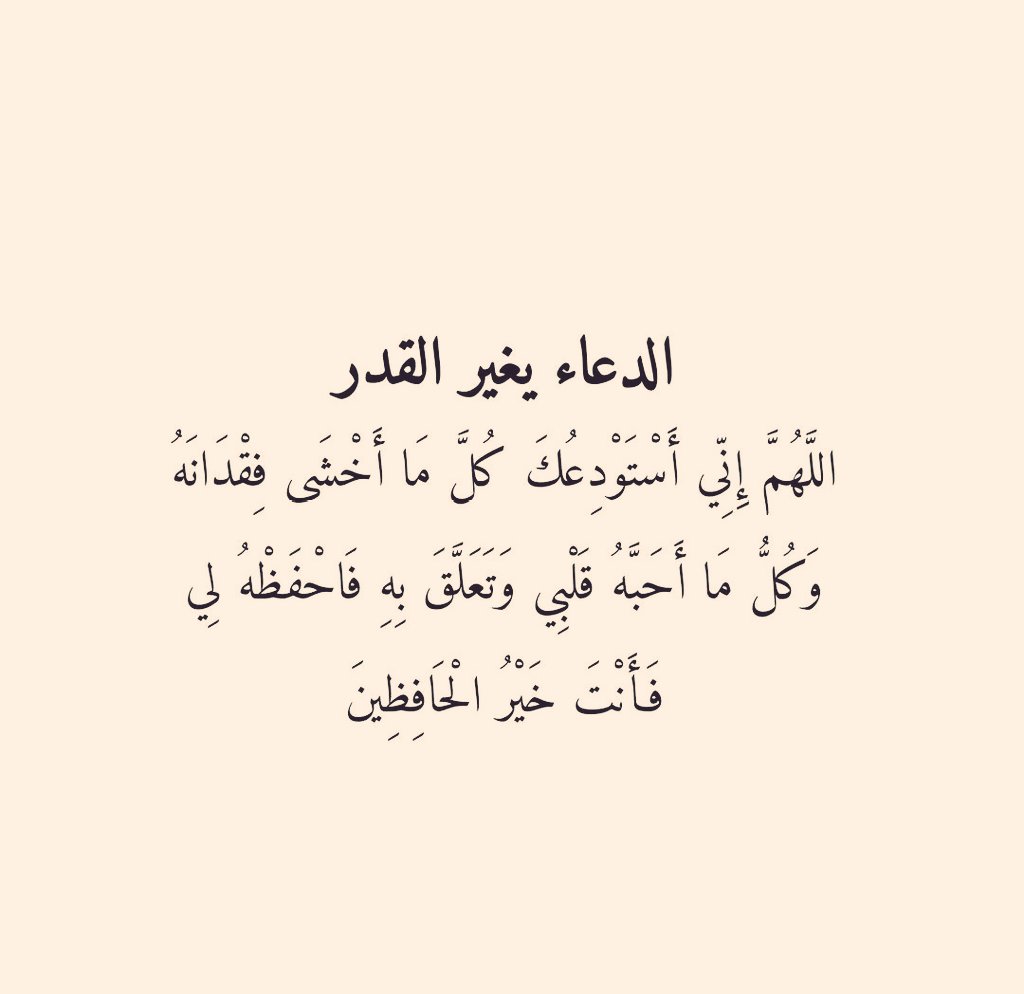 الدعاء يغير القدر
اللَّهُمَّ إِنِّي أَسْتَوْدِعُكَ كُلَّ مَا أَخْشَى فِقْدَانَهُ
وَكُلُّ مَا أَحَبَّهُ قَلْبِي وَتَعَلَّقَ بِهِ فَاحْفَظْهُ لِي
فَأَنْتَ خَيْرُ الْحَافِظِينَ